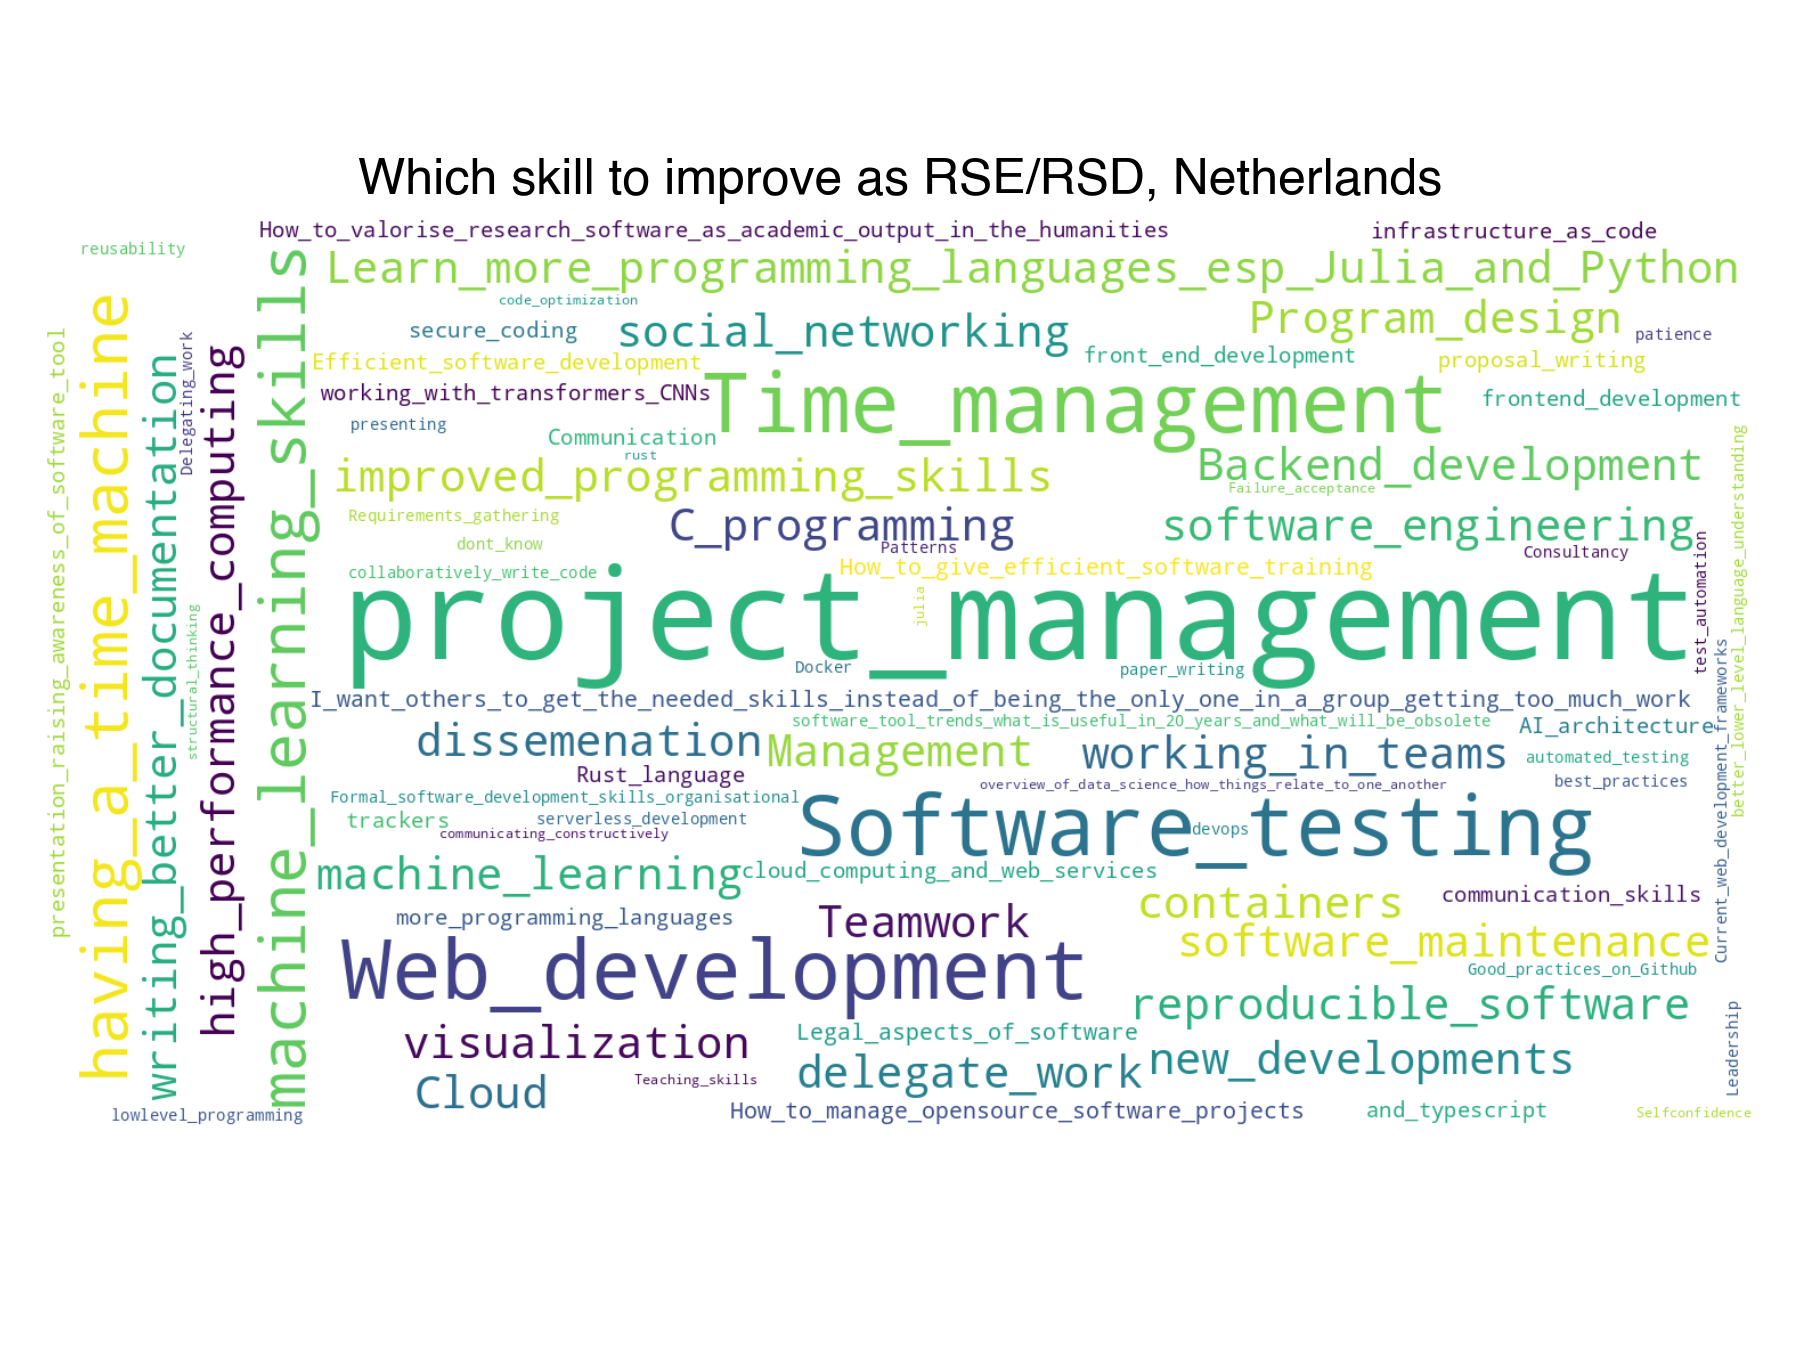 Which skill to improve as RSE/RSD, Netherlands
How_to_valorise_research_software_as_academic_output_in_the_humanities
infrastructure_as_code
reusability
Learn_more_programming_languages_esp_Julia_and_Python
code_optimization
secure_coding
social_networking
Program_design
patience
Efficient_software_development
front_end_development
proposal_writing
working_with_transformers_CNNs
Time_management
frontend_development
presenting
Communication
rust
improved_programming_skills
Backend_development
Failure_acceptance
Requirements_gathering
C_programming
software_engineering
dont_know
Patterns
Consultancy
collaboratively_write_code
How_to_give_efficient_software_training
project_management
julia
Docker
paper_writing
I_want_others_to_get_the_needed_skills_instead_of_being_the_only_one_in_a_group_getting_too_much_work
software_tool_trends_what_is_useful_in_20_years_and_what_will_be_obsolete
AI_architecture
dissemenation
Management
working_in_teams
automated_testing
Rust_language
overview_of_data_science_how_things_relate_to_one_another
best_practices
Formal_software_development_skills_organisational
Software_testing
trackers
serverless_development
devops
communicating_constructively
machine_learning
cloud_computing_and_web_services
containers
communication_skills
more_programming_languages
Teamwork
software_maintenance
Web_development
Good_practices_on_Github
reproducible_software
visualization
Legal_aspects_of_software
new_developments
Cloud
Teaching_skills
delegate_work
lowlevel_programming
How_to_manage_opensource_software_projects
and_typescript
Selfconfidence
presentation_raising_awareness_of_software_tool
having_a_time_machine
writing_better_documentation
Delegating_work
structural_thinking
high_performance_computing
machine_learning_skills
test_automation
Current_web_development_frameworks
better_lower_level_language_understanding
Leadership